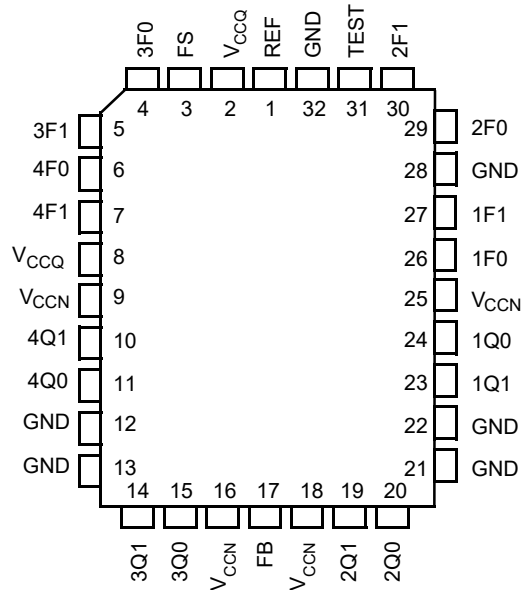 3F0 FS VCCQ REF GND TEST 2F1
4 3 2 1 32 31 30
3F1 5 29 2F0
4F0 6 28 GND
4F1 7 27 1F1
VCCQ 8 26 1F0
VCCN 9 25 VCCN
4Q1 10 24 1Q0
4Q0 11 23 1Q1
GND 12 22 GND
GND 13 21 GND
14 15 16 17 18 19 20
3Q1 3Q0 VCCN FB VCCN 2Q1 2Q0